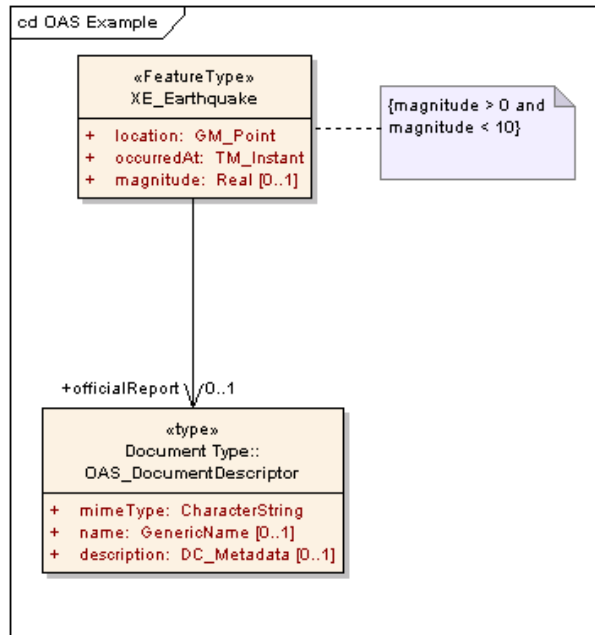 cd OAS Example
«FeatureType»
XE_Earthquake
+ location: GM_Point
+ occurredAt: TM_Instant
+ magnitude: Real [0..1]
{magnitude > 0 and
magnitude < 10}
+officialReport 0..1
«type»
Document Type::
OAS_DocumentDescriptor
+ mimeType: CharacterString
+ name: GenericName [0..1]
+ description: DC_Metadata [0..1]